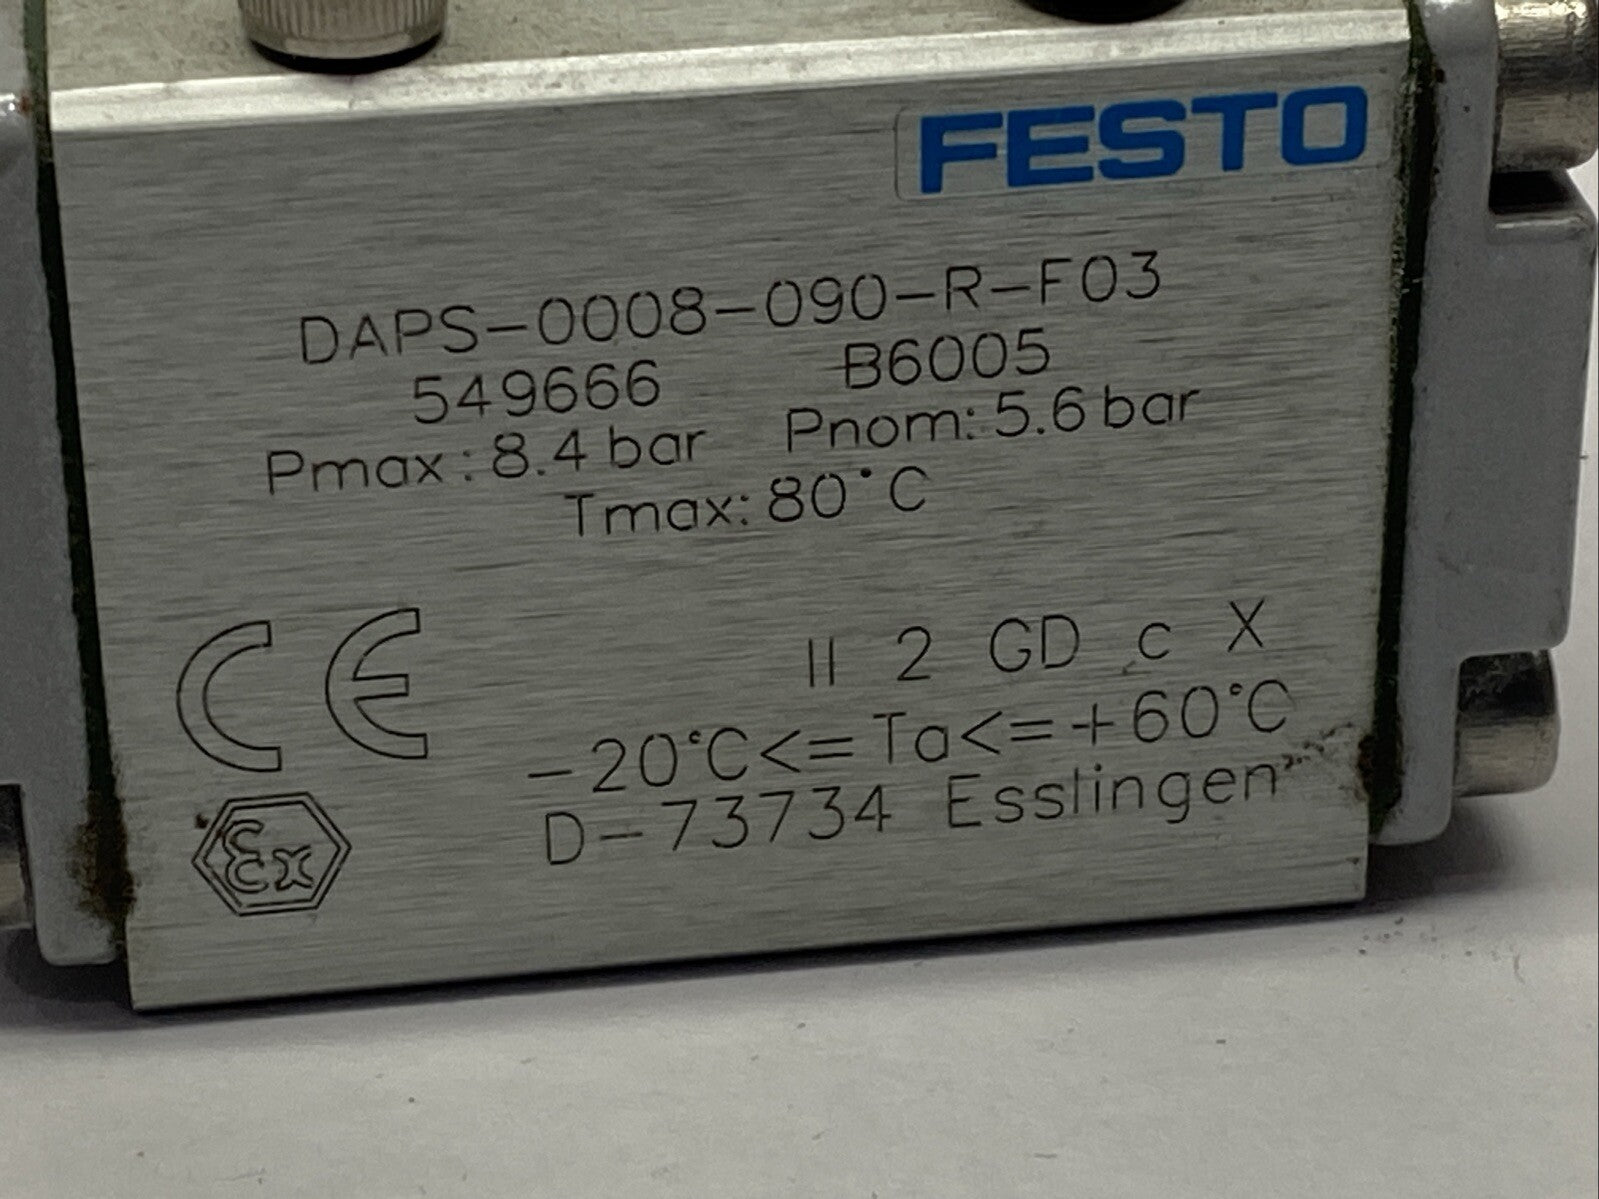 FESTO
DAPS-0008-090-R-F03
549666 B6005
Pmax: 8.4 bar Pnom: 5.6 bar
Tmax: 80°C
CE
II 2 GD c X
-20°C<=Ta<=+60°C
Ex
D-73734 Esslingen